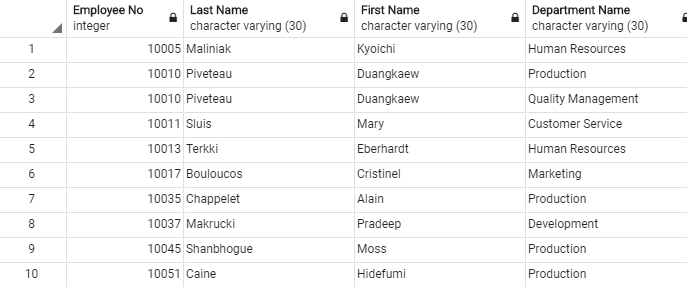 Employee No Last Name First Name Department Name
integer character varying (30) character varying (30) character varying (30)
1 10005 Maliniak Kyoichi Human Resources
2 10010 Piveteau Duangkaew Production
3 10010 Piveteau Duangkaew Quality Management
4 10011 Sluis Mary Customer Service
5 10013 Terkki Eberhardt Human Resources
6 10017 Bouloucos Cristinel Marketing
7 10035 Chappelet Alain Production
8 10037 Makrucki Pradeep Development
9 10045 Shanbhogue Moss Production
10 10051 Caine Hidefumi Production